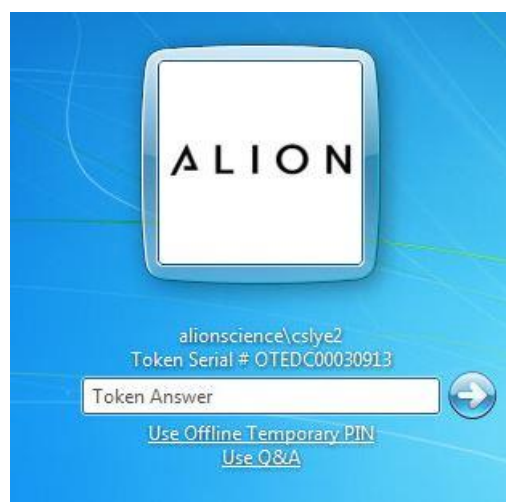 ALION
alionscience\cslye2
Token Serial # OTEDC00030913
Token Answer
Use Offline Temporary PIN
Use Q&A